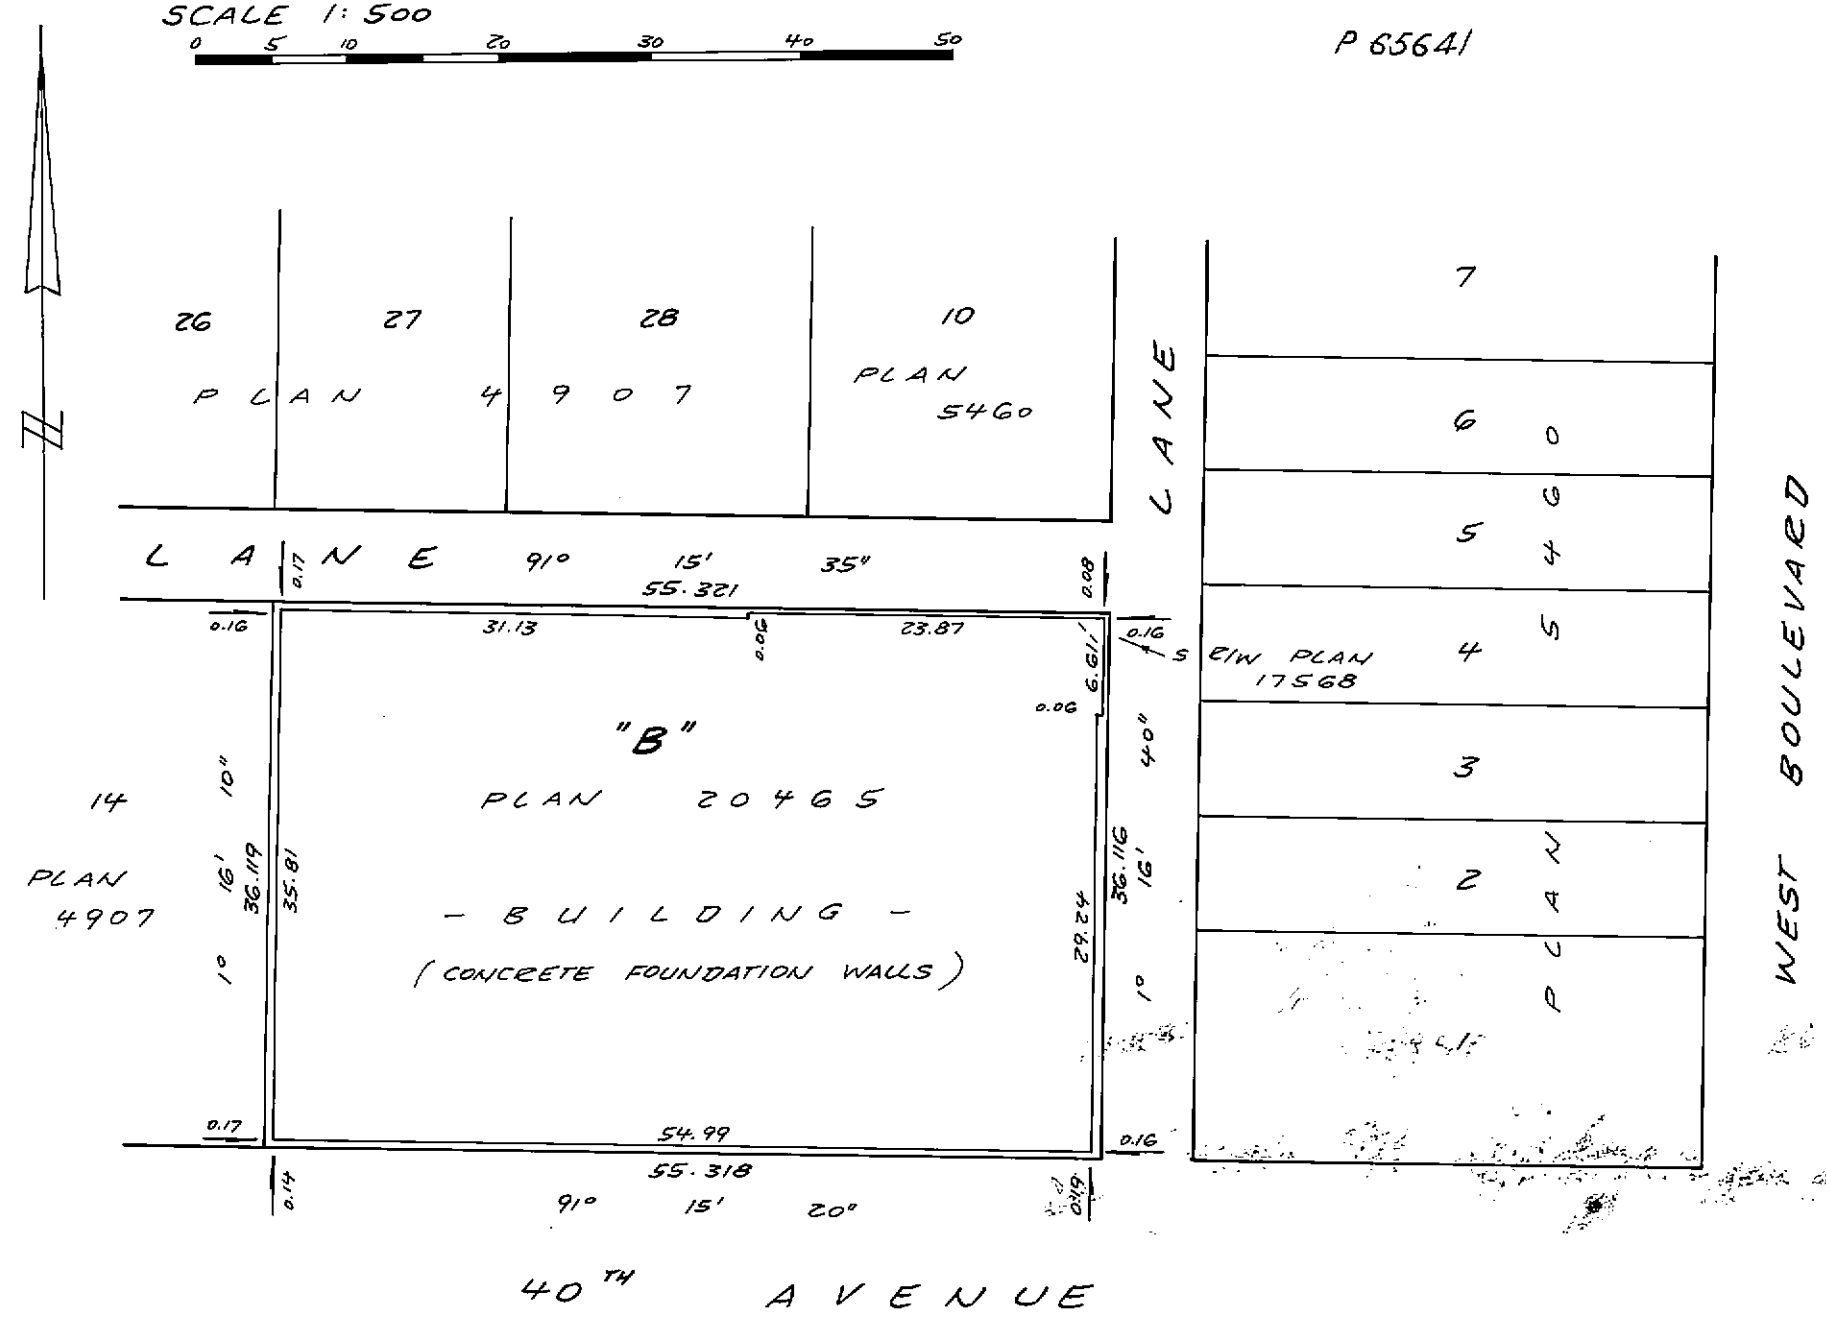 SCALE 1:500
0 5 10 20 30 40 50
P 65641
N
26 27 28 10
PLAN 4907
PLAN
5460
LANE
7
6
5
4
3
2
PLAN 5460
WEST BOULEVARD
LANE 91° 15' 35"
55.321
0.17
0.08
0.16
31.13
0.06
23.87
6.611
0.16
0.06
S R/W PLAN
17568
"B"
PLAN 20465
14
PLAN
4907
1° 16' 10"
36.119
35.81
- BUILDING -
(CONCRETE FOUNDATION WALLS)
29.24
36.116
1° 16' 40"
0.17
54.99
0.16
55.318
0.14
91° 15' 20"
40TH AVENUE